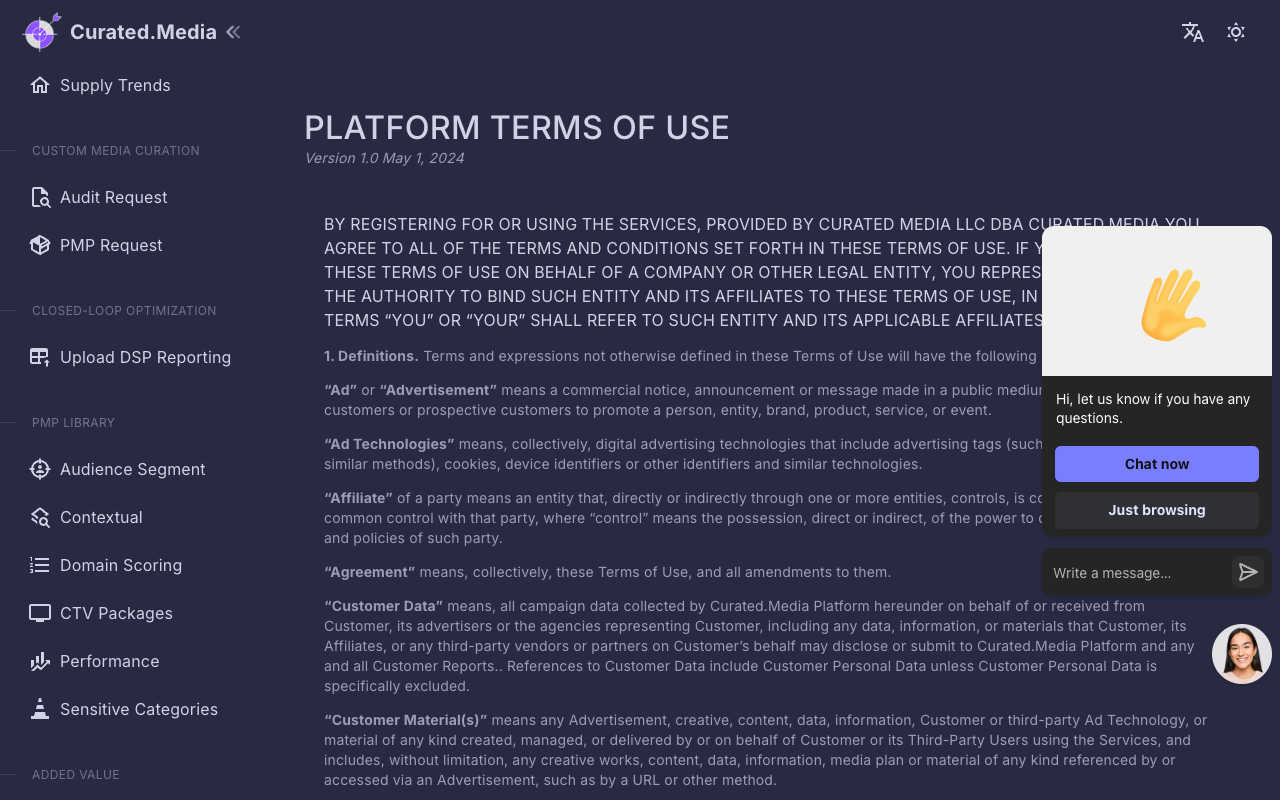 Curated.Media
Supply Trends
CUSTOM MEDIA CURATION
Audit Request
PMP Request
CLOSED-LOOP OPTIMIZATION
Upload DSP Reporting
PMP LIBRARY
Audience Segment
Contextual
Domain Scoring
CTV Packages
Performance
Sensitive Categories
ADDED VALUE
PLATFORM TERMS OF USE
Version 1.0 May 1, 2024
BY REGISTERING FOR OR USING THE SERVICES, PROVIDED BY CURATED MEDIA LLC DBA CURATED MEDIA YOU
AGREE TO ALL OF THE TERMS AND CONDITIONS SET FORTH IN THESE TERMS OF USE. IF
THESE TERMS OF USE ON BEHALF OF A COMPANY OR OTHER LEGAL ENTITY, YOU
THE AUTHORITY TO BIND SUCH ENTITY AND ITS AFFILIATES TO THESE TERMS OF USE, IN
TERMS “YOU” OR “YOUR” SHALL REFER TO SUCH ENTITY AND ITS APPLICABLE AFFILIATES
1. Definitions. Terms and expressions not otherwise defined in these Terms of Use will have the following
“Ad” or “Advertisement” means a commercial notice, announcement or message made in a public
customers or prospective customers to promote a person, entity, brand, product, service, or event.
“Ad Technologies” means, collectively, digital advertising technologies that include advertising tags (such
similar methods), cookies, device identifiers or other identifiers and similar technologies.
“Affiliate” of a party means an entity that, directly or indirectly through one or more entities, controls, is
common control with that party, where “control” means the possession, direct or indirect, of the power to
and policies of such party.
“Agreement” means, collectively, these Terms of Use, and all amendments to them.
“Customer Data” means, all campaign data collected by Curated.Media Platform hereunder on behalf of or received from
Customer, its advertisers or the agencies representing Customer, including any data, information, or materials that Customer, its
Affiliates, or any third-party vendors or partners on Customer’s behalf may disclose or submit to Curated.Media Platform and any
and all Customer Reports.. References to Customer Data include Customer Personal Data unless Customer Personal Data is
specifically excluded.
“Customer Material(s)” means any Advertisement, creative, content, data, information, Customer or third-party Ad Technology, or
material of any kind created, managed, or delivered by or on behalf of Customer or its Third-Party Users using the Services, and
includes, without limitation, any creative works, content, data, information, media plan or material of any kind referenced by or
accessed via an Advertisement, such as by a URL or other method.
Hi, let us know if you have any
questions.
Chat now
Just browsing
Write a message...